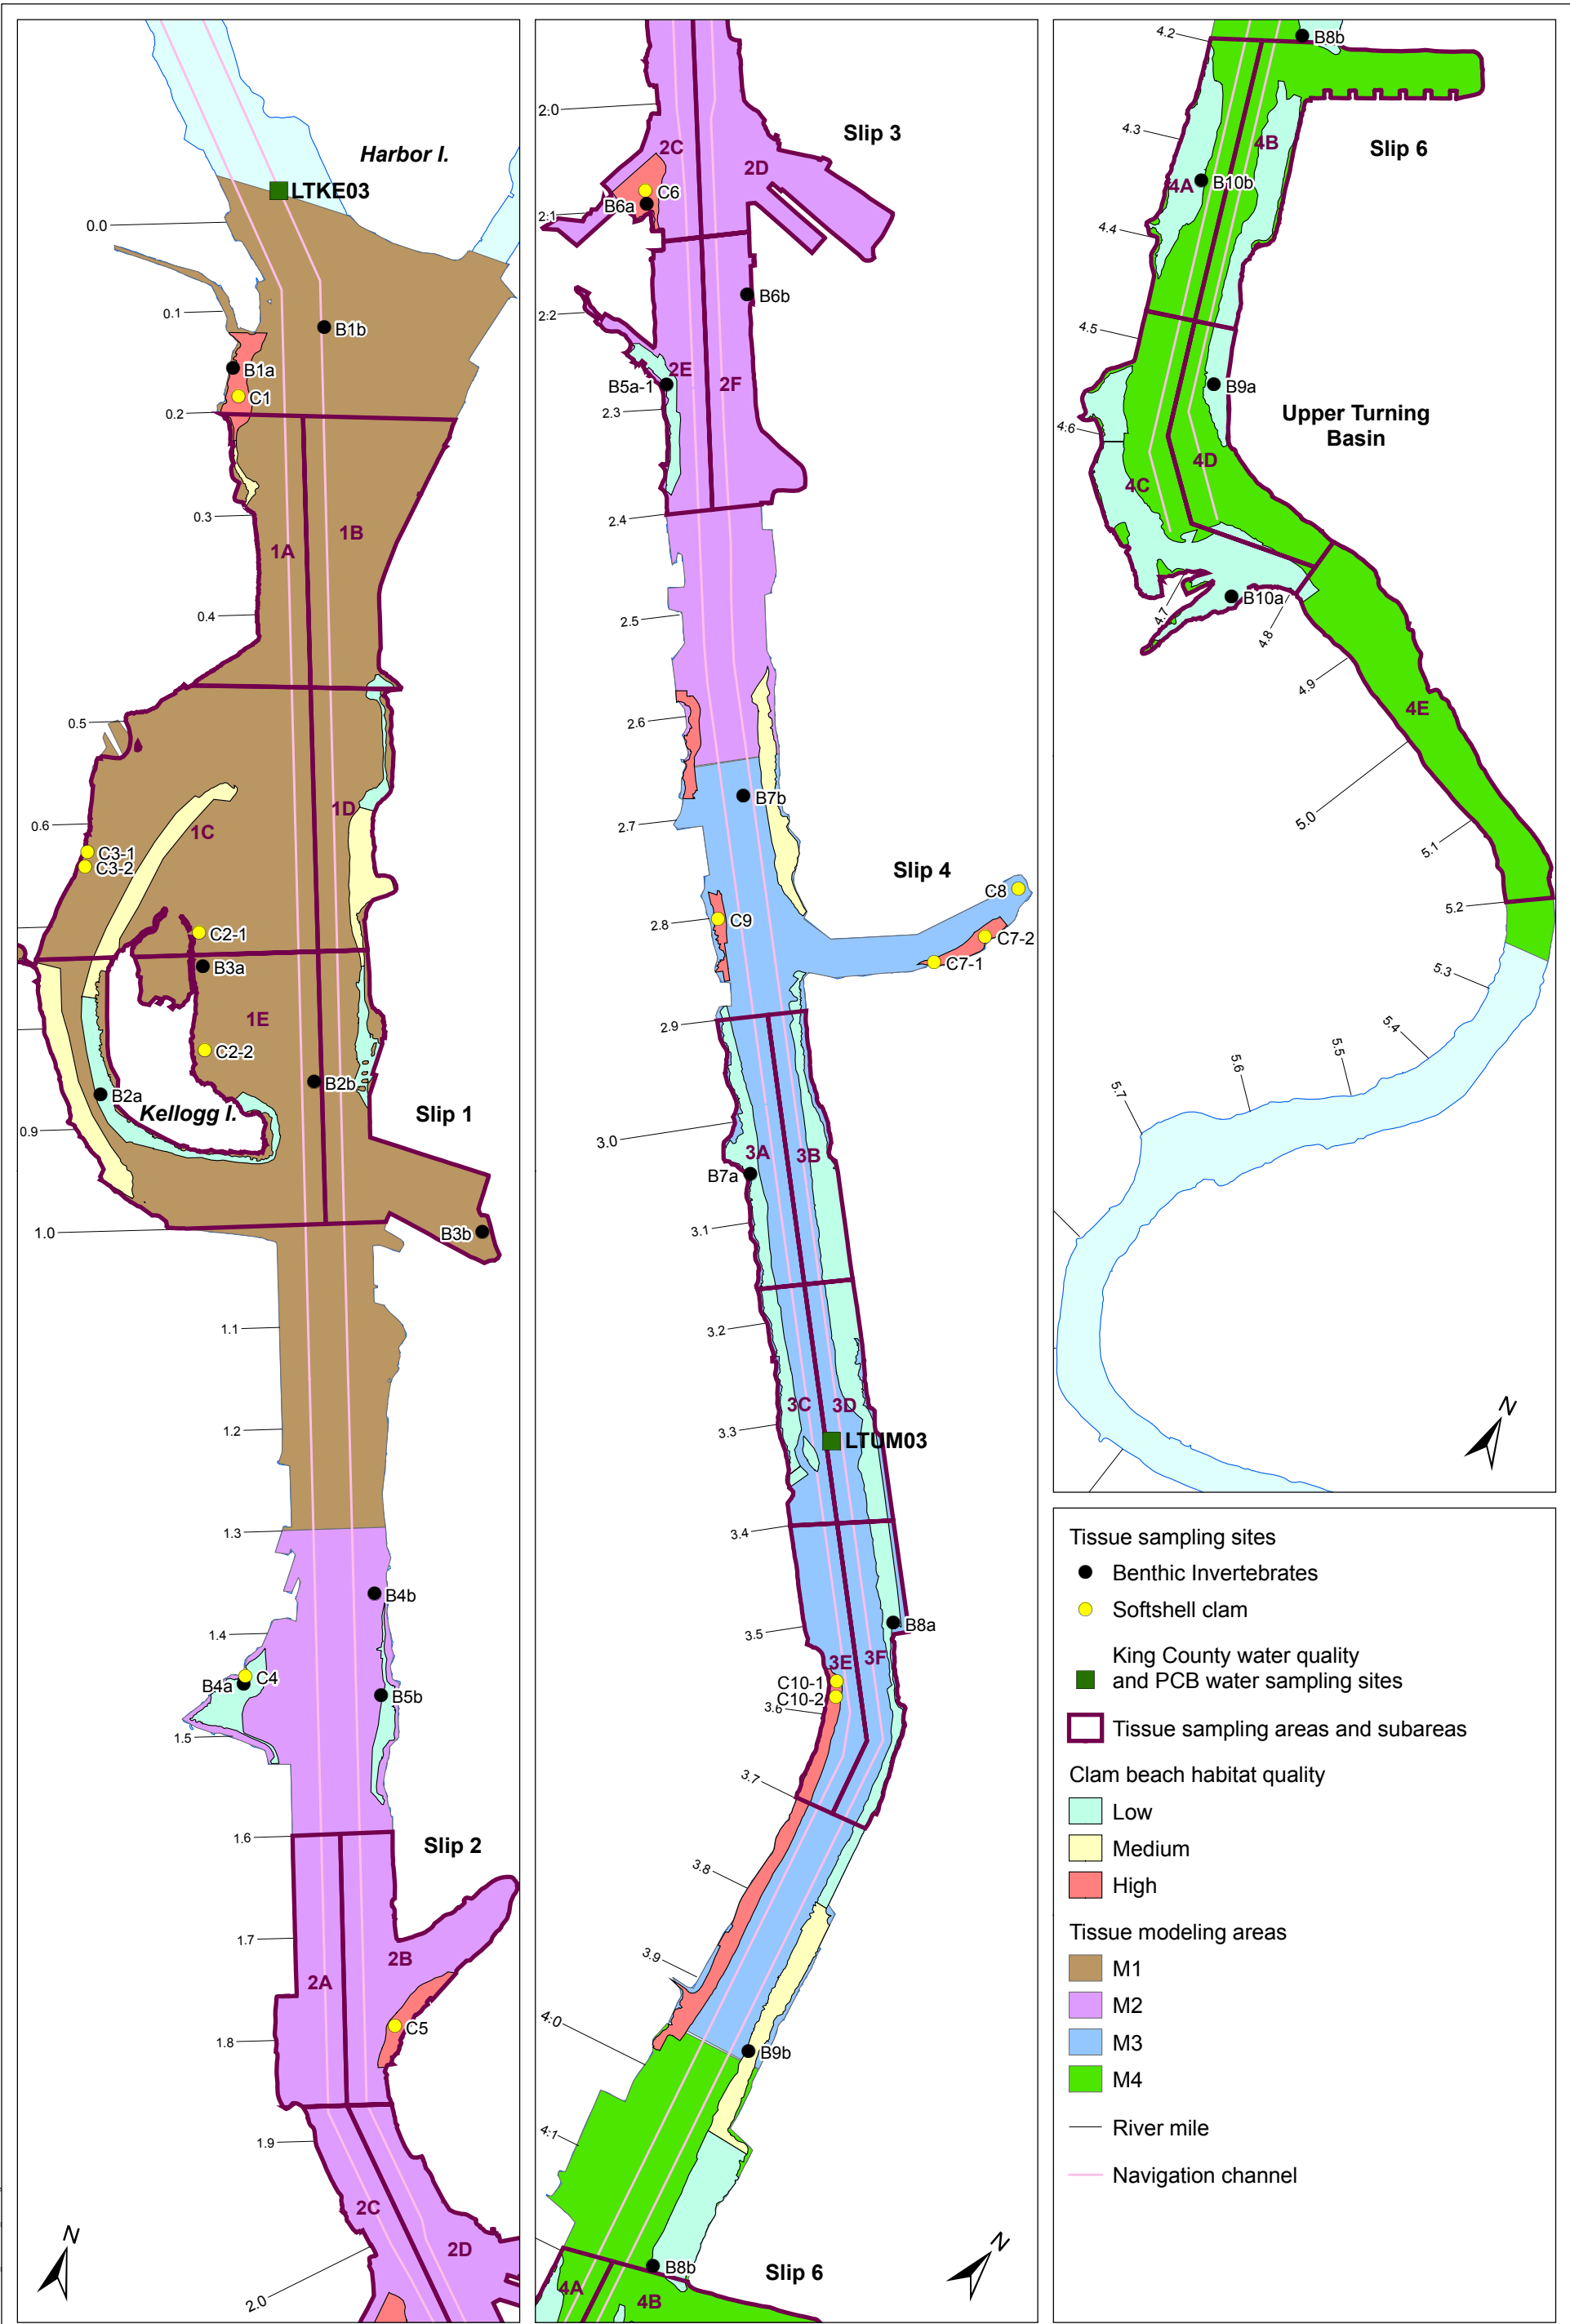 Harbor I.
LTKE03
0.0
0.1
B1b
B1a
C1
0.2
0.3
1A
1B
0.4
0.5
1D
0.6
1C
C3-1
C3-2
C2-1
B3a
1E
C2-2
B2b
B2a
Kellogg I.
Slip 1
0.9
1.0
B3b
1.1
1.2
1.3
B4b
1.4
C4
B4a
B5b
1.5
1.6
Slip 2
1.7
2B
2A
C5
1.8
1.9
2C
2D
N
2.0
2.0
Slip 3
2C
2D
C6
B6a
2.1
B6b
2.2
2E
B5a-1
2F
2.3
2.4
2.5
2.6
B7b
2.7
Slip 4
C8
C9
2.8
C7-2
C7-1
2.9
3.0
3A
3B
B7a
3.1
3.2
3C
3D
3.3
LTUM03
3.4
B8a
3.5
3E
3F
C10-1
C10-2
3.6
3.7
3.8
3.9
4.0
B9b
4.1
N
B8b
Slip 6
4A
4B
4.2
B8b
4.3
4B
Slip 6
4A
B10b
4.4
4.5
B9a
Upper Turning
Basin
4.6
4D
4C
B10a
4.7
4.8
4.9
4E
5.0
5.1
5.2
5.3
5.4
5.5
5.6
5.7
N
Tissue sampling sites
Benthic Invertebrates
Softshell clam
King County water quality
and PCB water sampling sites
Tissue sampling areas and subareas
Clam beach habitat quality
Low
Medium
High
Tissue modeling areas
M1
M2
M3
M4
River mile
Navigation channel